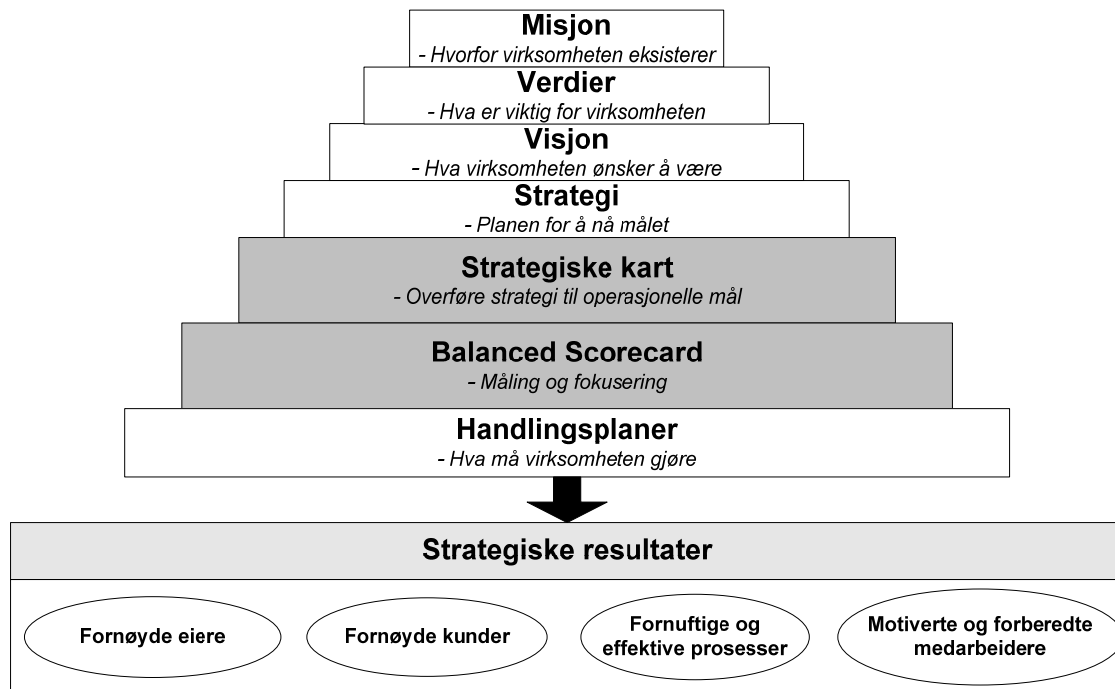 Misjon
- Hvorfor virksomheten eksisterer
Verdier
- Hva er viktig for virksomheten
Visjon
- Hva virksomheten ønsker å være
Strategi
- Planen for å nå målet
Strategiske kart
- Overføre strategi til operasjonelle mål
Balanced Scorecard
- Måling og fokusering
Handlingsplaner
- Hva må virksomheten gjøre
Strategiske resultater
Fornøyde eiere
Fornøyde kunder
Fornuftige og
effektive prosesser
Motiverte og forberedte
medarbeidere